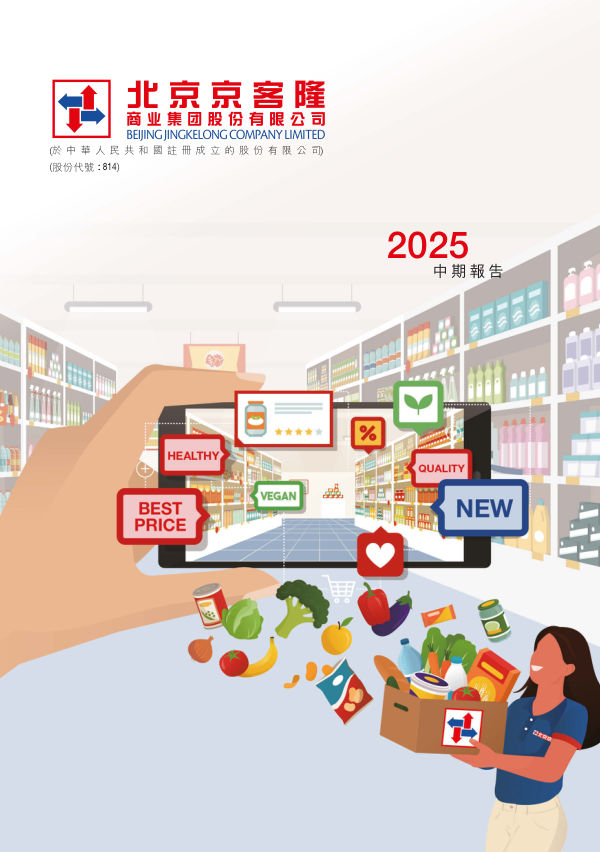 北京京客隆
商业集团股份有限公司
BEIJING JINGKELONG COMPANY LIMITED
(於中華人民共和國註冊成立的股份有限公司)
(股份代號 : 814)
2025
中期報告
%
HEALTHY
QUALITY
VEGAN
BEST
PRICE
NEW